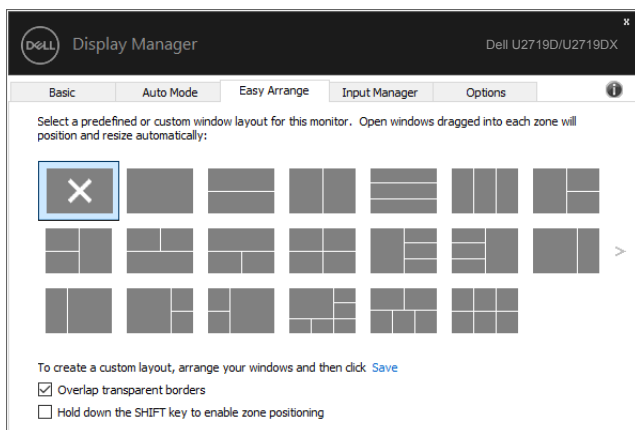 x
DELL Display Manager Dell U2719D/U2719DX
Basic Auto Mode Easy Arrange Input Manager Options
Select a predefined or custom window layout for this monitor. Open windows dragged into each zone will
position and resize automatically:
>
To create a custom layout, arrange your windows and then click Save
Overlap transparent borders
Hold down the SHIFT key to enable zone positioning